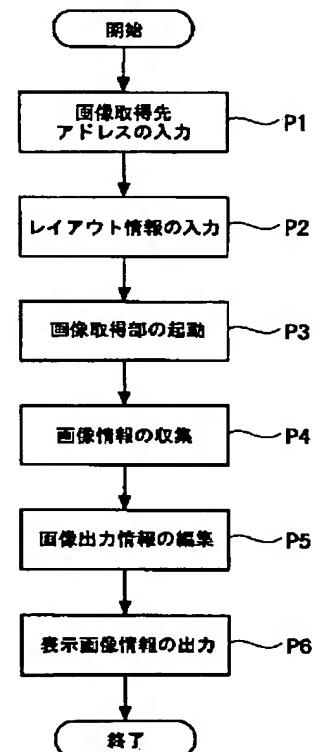 開始
画像取得先
アドレスの入力
P1
レイアウト情報の入力
P2
画像取得部の起動
P3
画像情報の収集
P4
画像出力情報の編集
P5
表示画像情報の出力
P6
終了